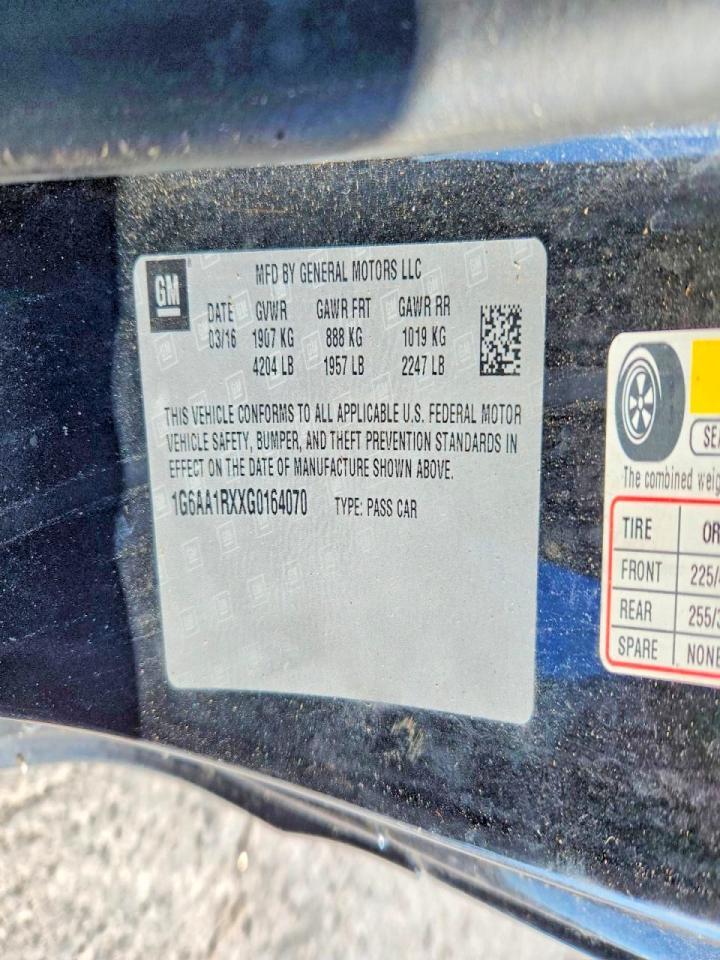 GM
MFD BY GENERAL MOTORS LLC
DATE GVWR GAWR FRT GAWR RR
03/16 1907 KG 888 KG 1019 KG
4204 LB 1957 LB 2247 LB
THIS VEHICLE CONFORMS TO ALL APPLICABLE U.S. FEDERAL MOTOR
VEHICLE SAFETY, BUMPER, AND THEFT PREVENTION STANDARDS IN
EFFECT ON THE DATE OF MANUFACTURE SHOWN ABOVE.
1G6AA1RXXG0164070 TYPE: PASS CAR
The combined
TIRE
FRONT 225/
REAR 255/
SPARE NONE